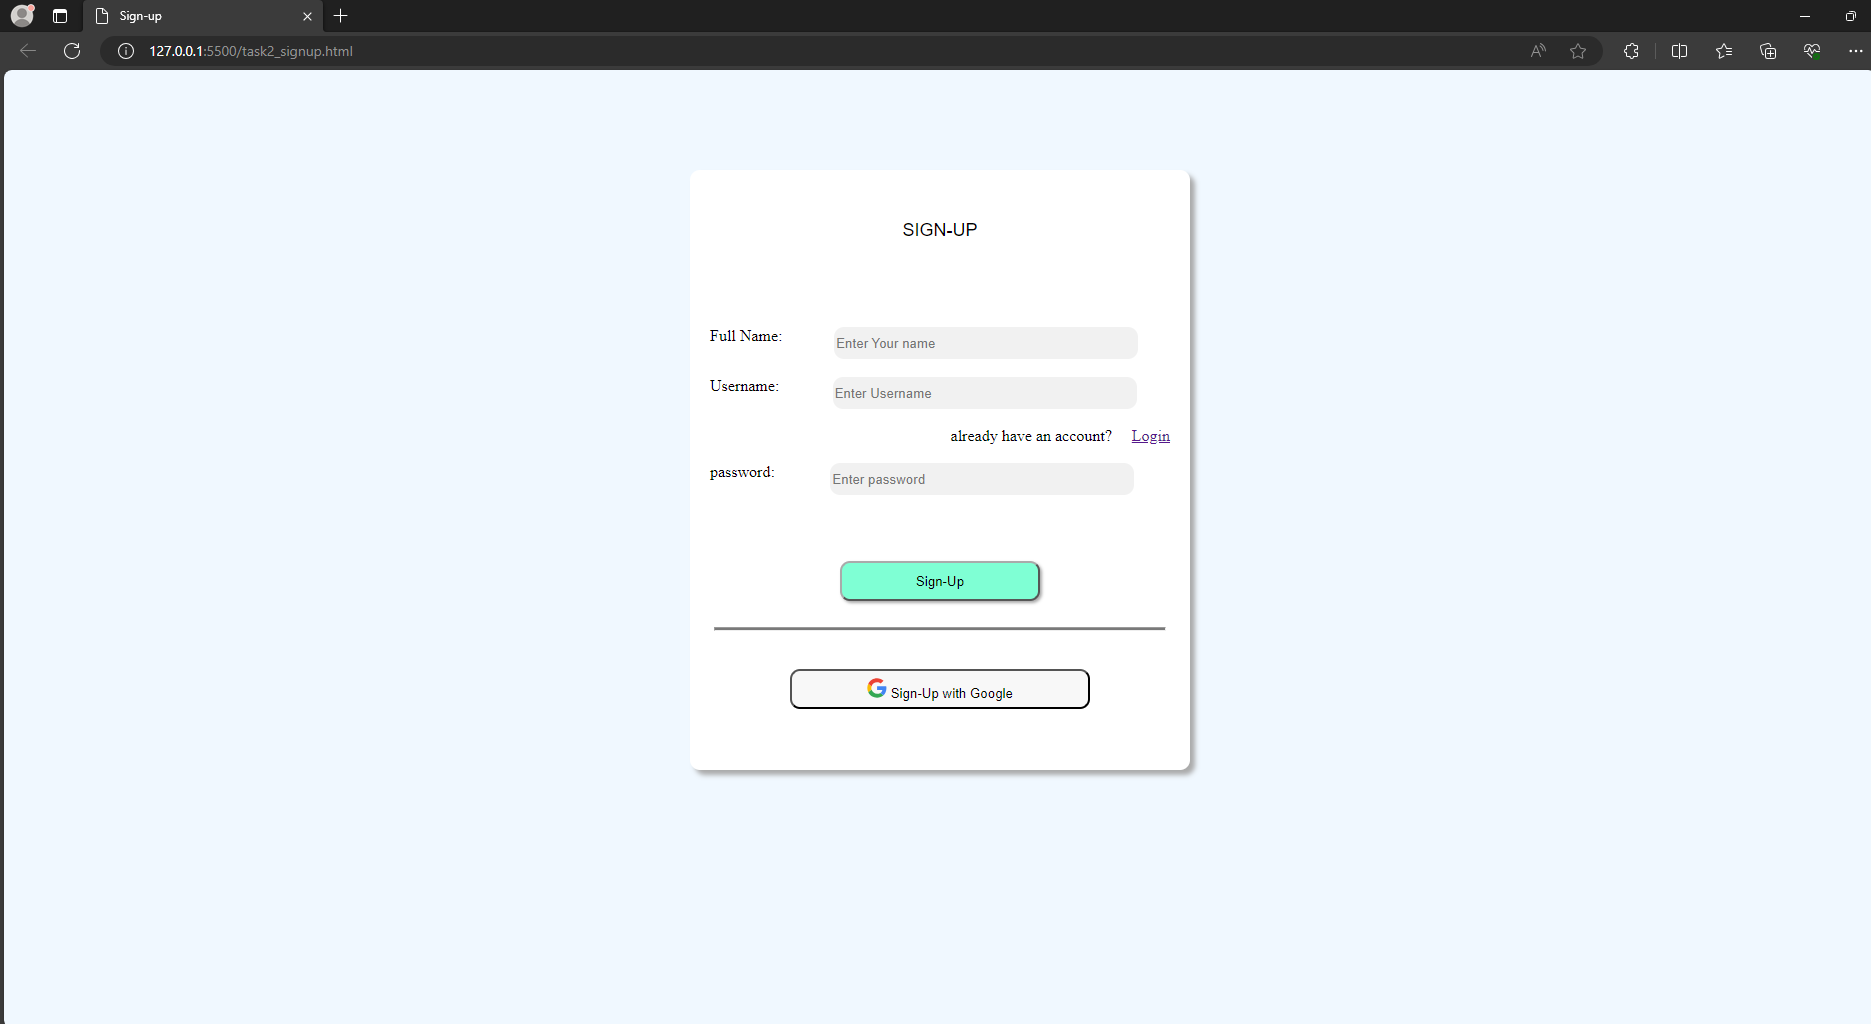 Sign-up
127.0.0.1:5500/task2_signup.html
SIGN-UP
Full Name: Enter Your name
Username: Enter Username
already have an account? Login
password: Enter password
Sign-Up
Sign-Up with Google